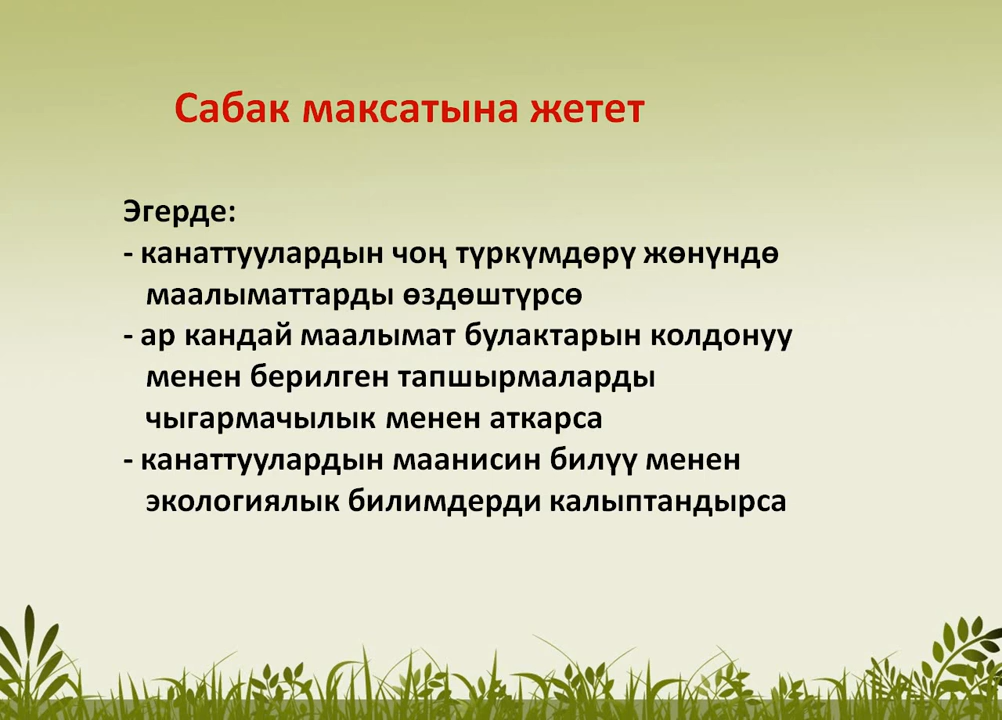 Сабак максатына жетет
Эгерде:
- канаттуулардын чоң түркүмдөрү жөнүндө
маалыматтарды өздөштүрсө
- ар кандай маалымат булактарын колдонуу
менен берилген тапшырмаларды
чыгармачылык менен аткарса
- канаттуулардын маанисин билүү менен
экологиялык билимдерди калыптандырса